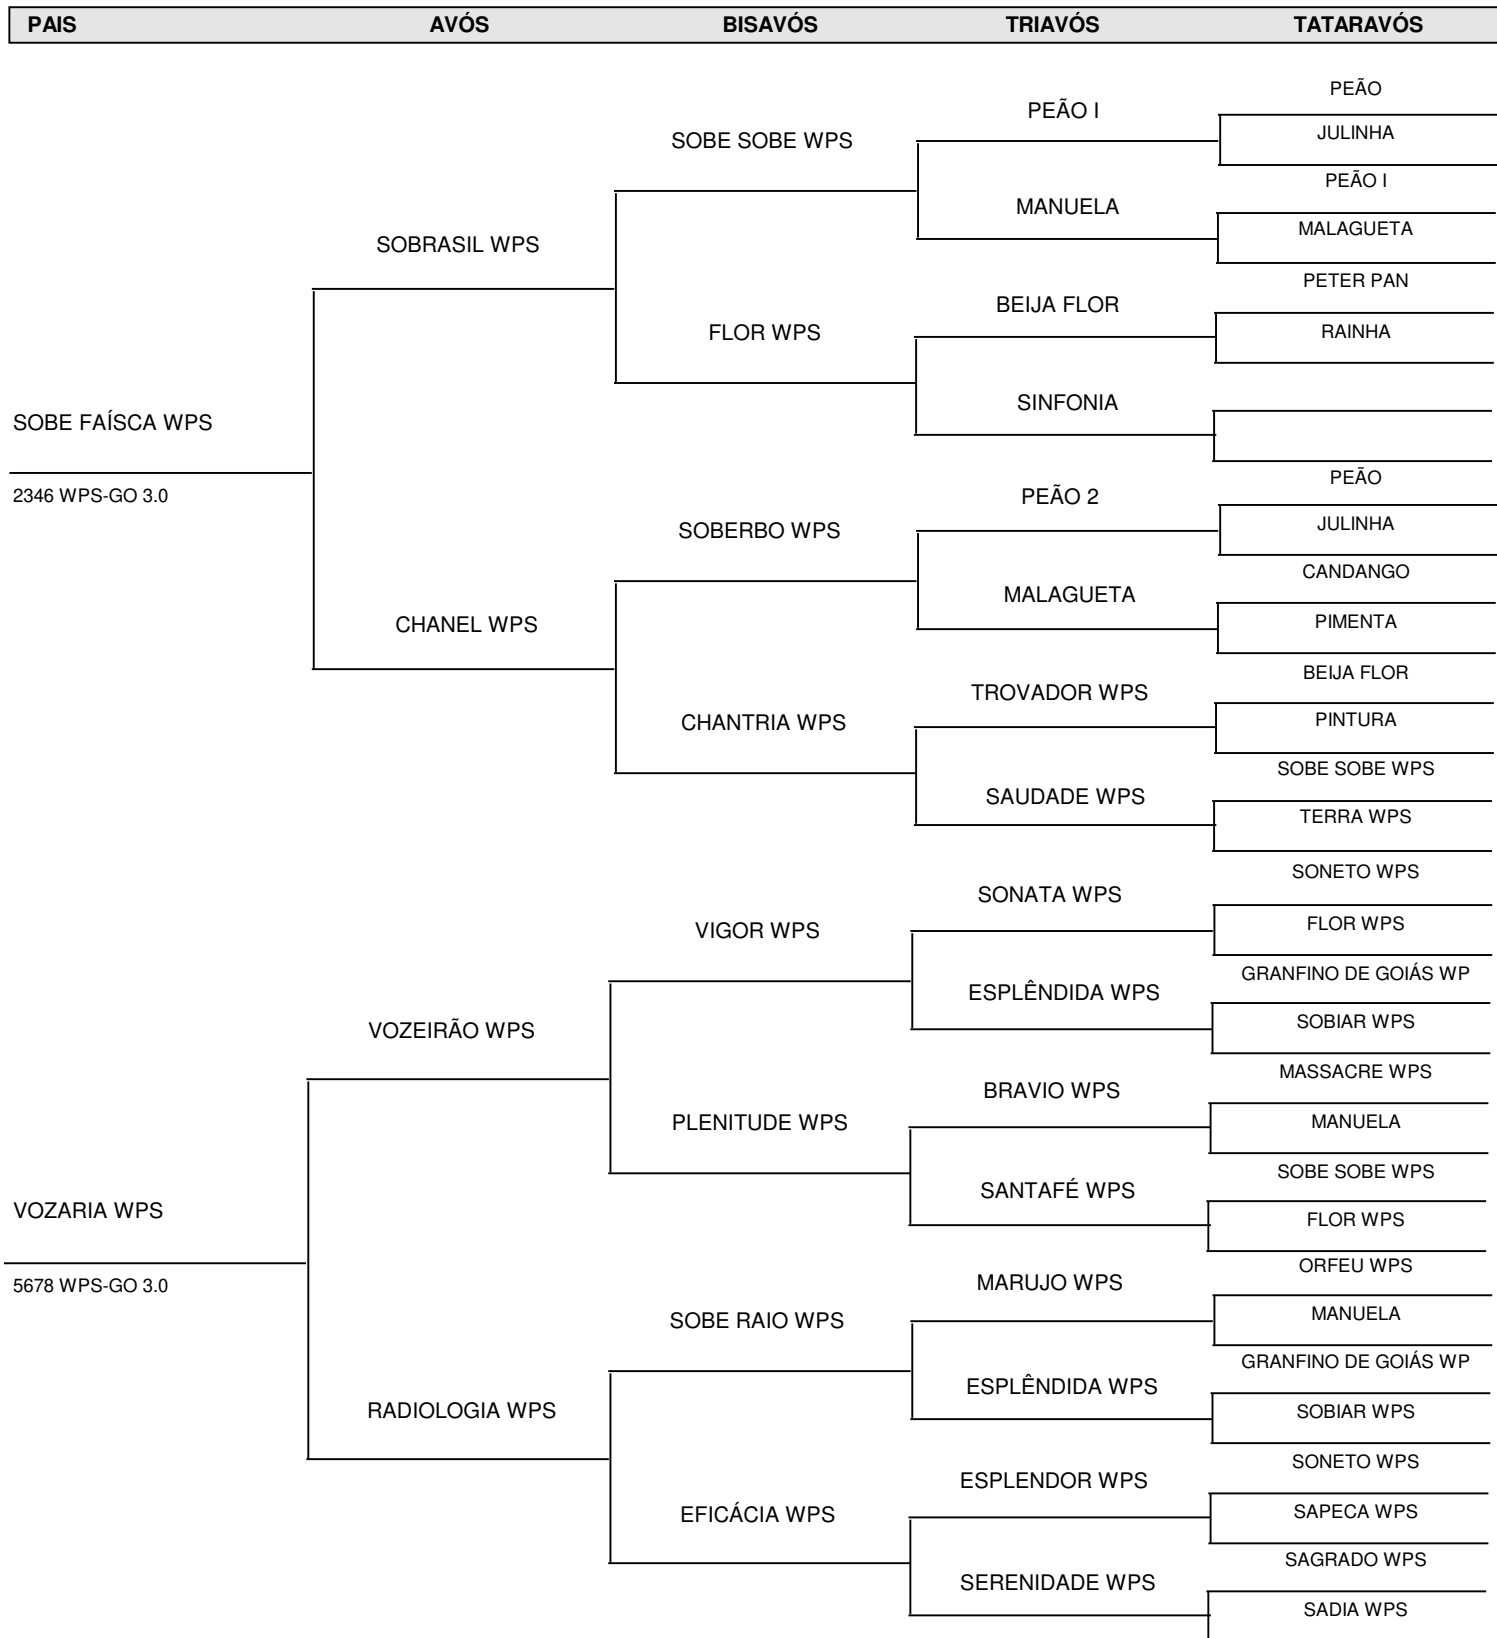 PAIS AVÓS BISAVÓS TRIAVÓS TATARAVÓS
PEÃO
PEÃO I
JULINHA
SOBE SOBE WPS
PEÃO I
MANUELA
MALAGUETA
SOBRASIL WPS
PETER PAN
BEIJA FLOR
RAINHA
FLOR WPS
SINFONIA
SOBE FAÍSCA WPS
PEÃO
2346 WPS-GO 3.0
PEÃO 2
JULINHA
SOBERBO WPS
CANDANGO
MALAGUETA
PIMENTA
CHANEL WPS
BEIJA FLOR
TROVADOR WPS
PINTURA
CHANTRIA WPS
SOBE SOBE WPS
SAUDADE WPS
TERRA WPS
SONETO WPS
SONATA WPS
FLOR WPS
VIGOR WPS
GRANFINO DE GOIÁS WP
ESPLÊNDIDA WPS
SOBIAR WPS
VOZEIRÃO WPS
MASSACRE WPS
BRAVIO WPS
MANUELA
PLENITUDE WPS
SOBE SOBE WPS
SANTAFÉ WPS
VOZARIA WPS
FLOR WPS
ORFEU WPS
5678 WPS-GO 3.0
MARUJO WPS
MANUELA
SOBE RAIO WPS
GRANFINO DE GOIÁS WP
ESPLÊNDIDA WPS
RADIOLOGIA WPS
SOBIAR WPS
SONETO WPS
ESPLENDOR WPS
SAPECA WPS
EFICÁCIA WPS
SAGRADO WPS
SERENIDADE WPS
SADIA WPS